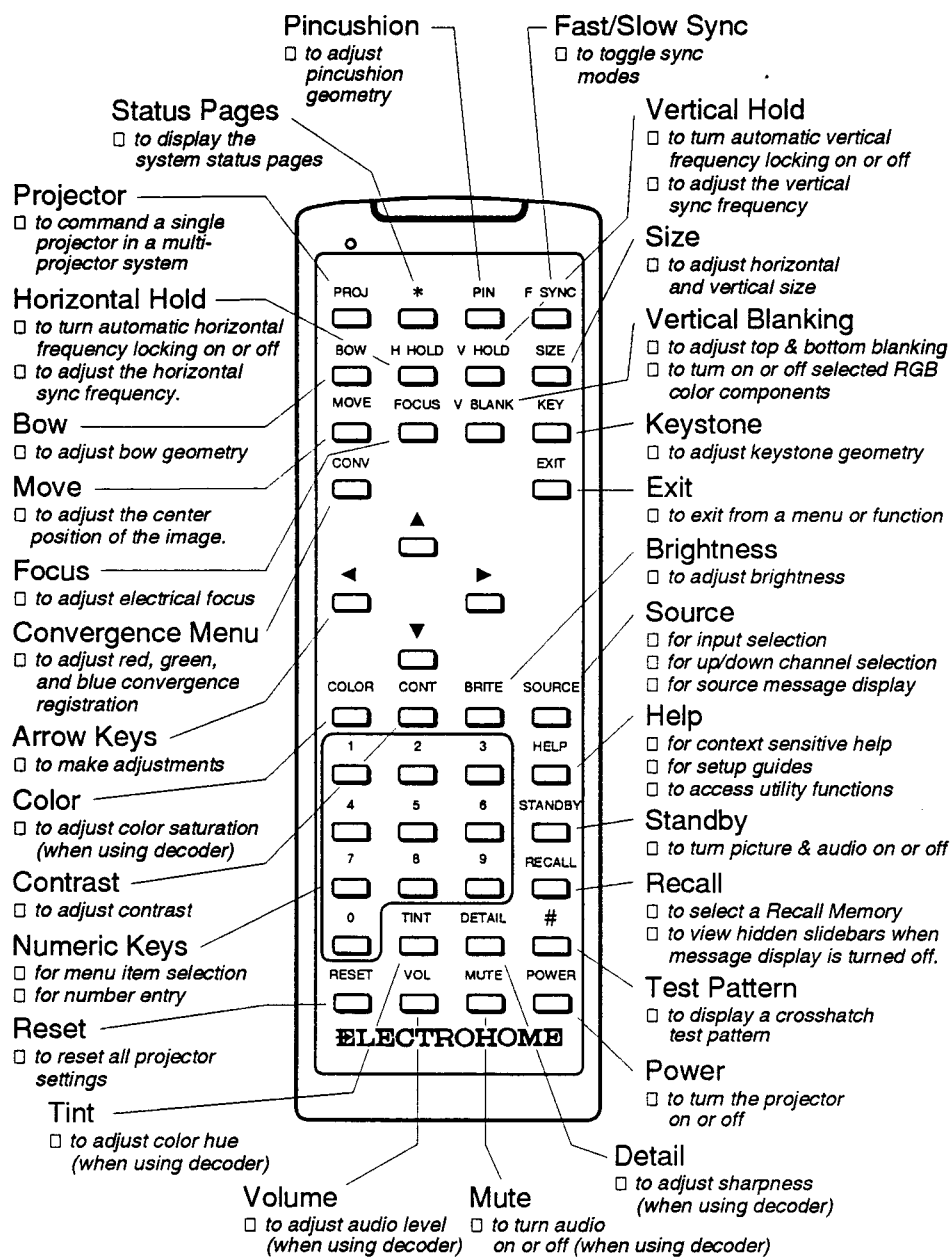 Pincushion
□ to adjust
pincushion
geometry
Fast/Slow Sync
□ to toggle sync
modes
Status Pages
□ to display the
system status pages
Vertical Hold
□ to turn automatic vertical
frequency locking on or off
□ to adjust the vertical
sync frequency
Projector
□ to command a single
projector in a multi-
projector system
Size
□ to adjust horizontal
and vertical size
Horizontal Hold
□ to turn automatic horizontal
frequency locking on or off
□ to adjust the horizontal
sync frequency.
Vertical Blanking
□ to adjust top & bottom blanking
□ to turn on or off selected RGB
color components
Bow
□ to adjust bow geometry
Keystone
□ to adjust keystone geometry
Move
□ to adjust the center
position of the image.
Exit
□ to exit from a menu or function
Focus
□ to adjust electrical focus
Brightness
□ to adjust brightness
Convergence Menu
□ to adjust red, green,
and blue convergence
registration
Source
□ for input selection
□ for up/down channel selection
□ for source message display
Arrow Keys
□ to make adjustments
Help
□ for context sensitive help
□ for setup guides
□ to access utility functions
Color
□ to adjust color saturation
(when using decoder)
Standby
□ to turn picture & audio on or off
Contrast
□ to adjust contrast
Recall
□ to select a Recall Memory
□ to view hidden slidebars when
message display is turned off.
Numeric Keys
□ for menu item selection
□ for number entry
Test Pattern
□ to display a crosshatch
test pattern
Reset
□ to reset all projector
settings
Power
□ to turn the projector
on or off
Tint
□ to adjust color hue
(when using decoder)
Detail
□ to adjust sharpness
(when using decoder)
Volume
□ to adjust audio level
(when using decoder)
Mute
□ to turn audio
on or off (when using decoder)
PROJ * PIN F SYNC
BOW H HOLD V HOLD SIZE
MOVE FOCUS V BLANK KEY
CONV EXIT
▲
◄ ►
▼
COLOR CONT BRITE SOURCE
1 2 3 HELP
4 5 6 STANDBY
7 8 9 RECALL
0 TINT DETAIL #
RESET VOL MUTE POWER
ELECTROHOME